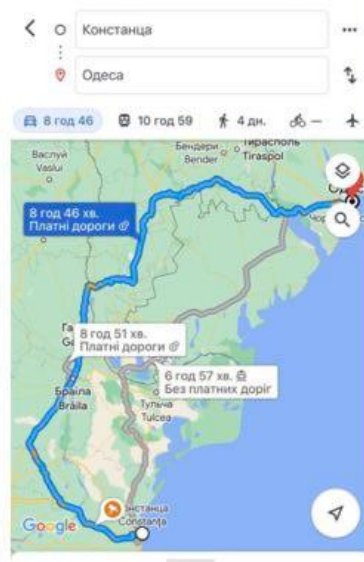 Констанца
Одеса
8 год 46
10 год 59
4 дн.
—
Бендери
Bender
Тирасполь
Tiraspol
Васлуй
Vaslui
8 год 46 хв.
Платні дороги
8 год 51 хв.
Платні дороги
6 год 57 хв.
Без платних доріг
Браїла
Brăila
Тульча
Tulcea
Constanța
Google